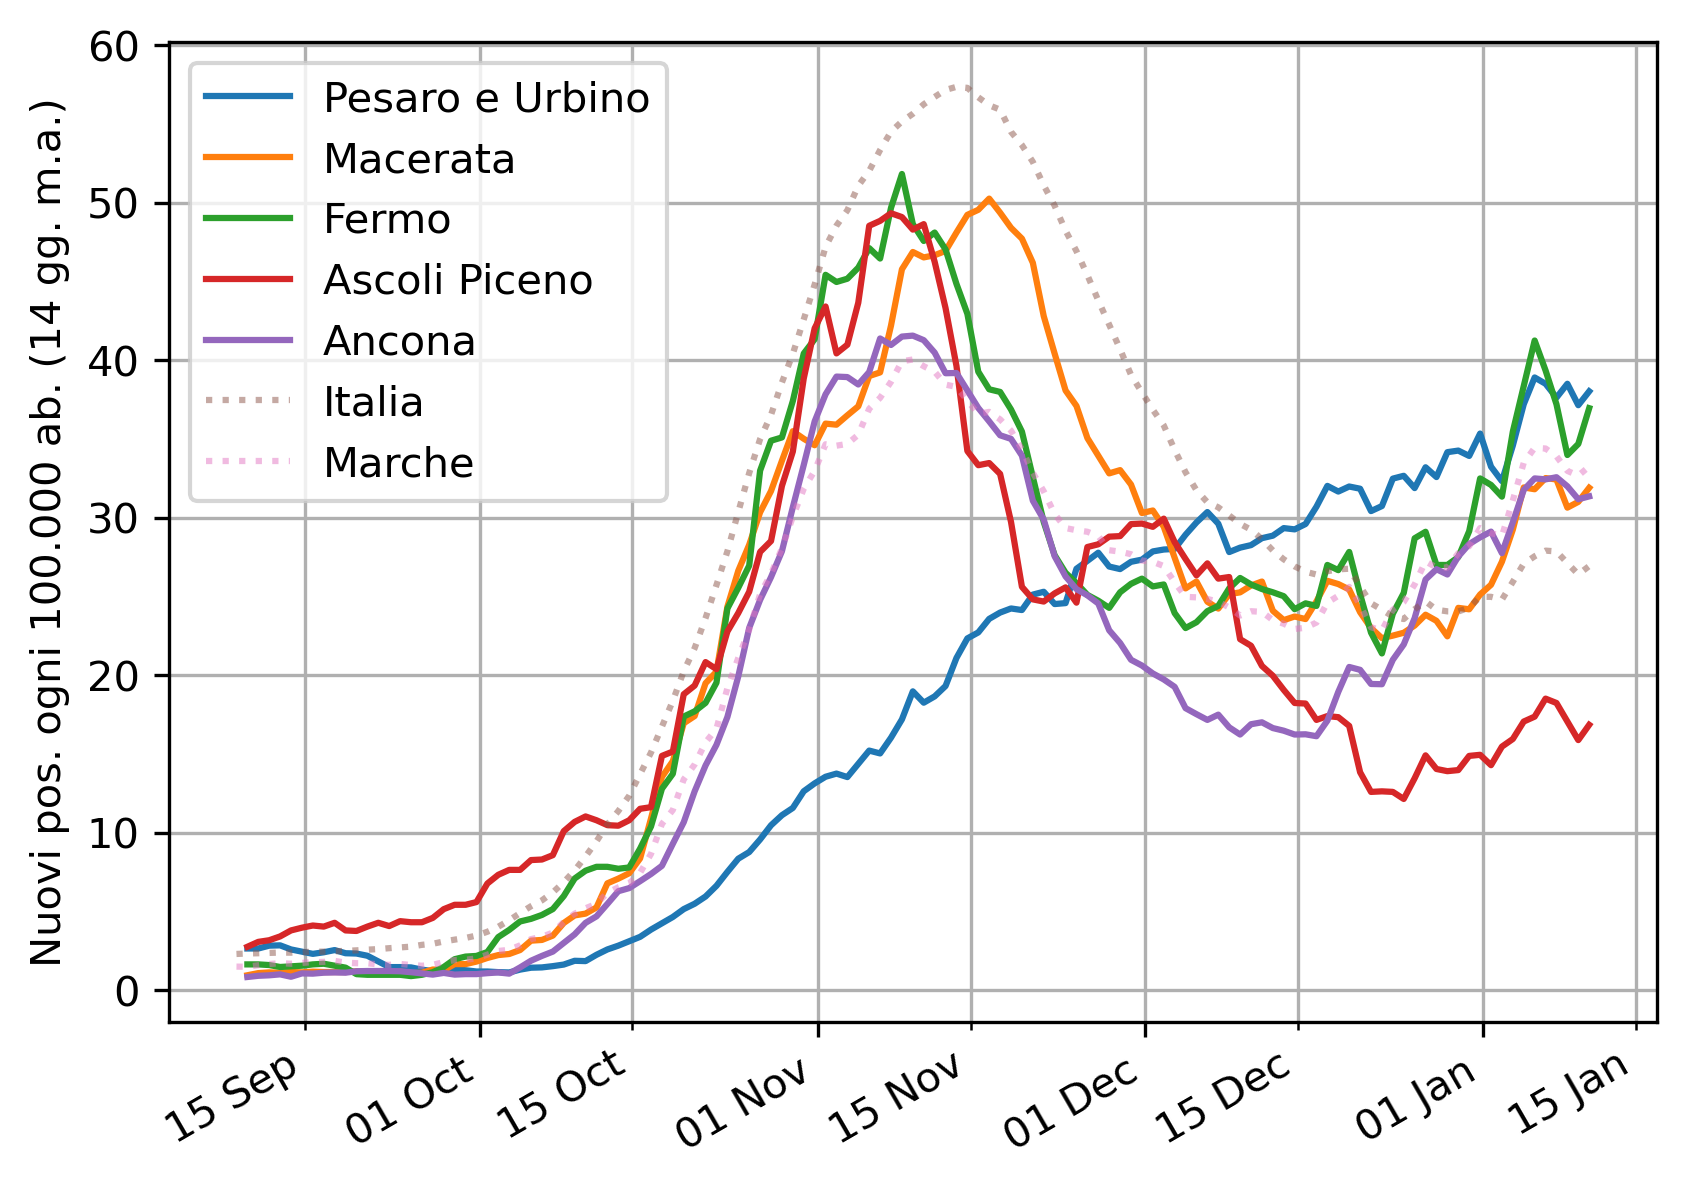 Nuovi pos. ogni 100.000 ab. (14 gg. m.a.)
60
50
40
30
20
10
0
Pesaro e Urbino
Macerata
Fermo
Ascoli Piceno
Ancona
Italia
Marche
15 Sep
01 Oct
15 Oct
01 Nov
15 Nov
01 Dec
15 Dec
01 Jan
15 Jan